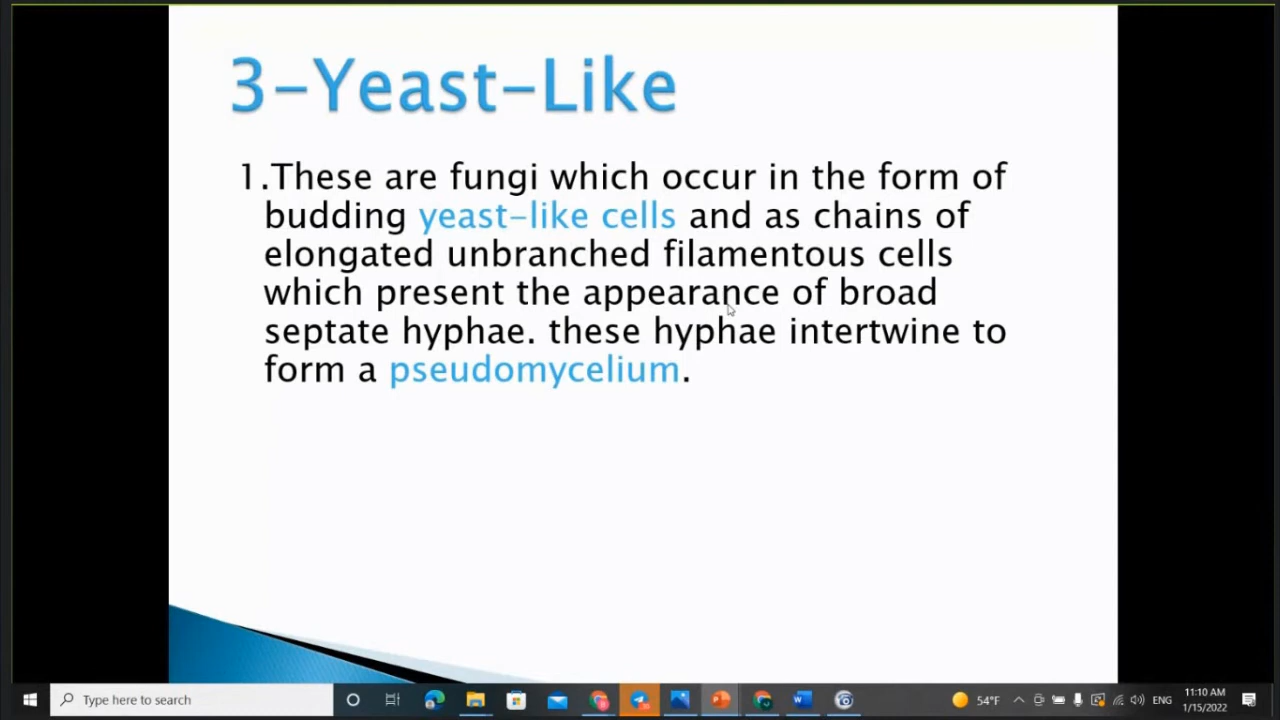 3-Yeast-Like
1.These are fungi which occur in the form of
budding yeast-like cells and as chains of
elongated unbranched filamentous cells
which present the appearance of broad
septate hyphae. these hyphae intertwine to
form a pseudomycelium.
Type here to search
54°F
ENG
11:10 AM
1/15/2022